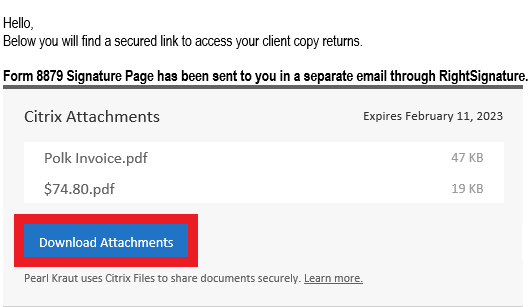 Hello,
Below you will find a secured link to access your client copy returns.
Form 8879 Signature Page has been sent to you in a separate email through RightSignature.
Citrix Attachments Expires February 11, 2023
Polk Invoice.pdf 47 KB
$74.80.pdf 19 KB
Download Attachments
Pearl Kraut uses Citrix Files to share documents securely. Learn more.